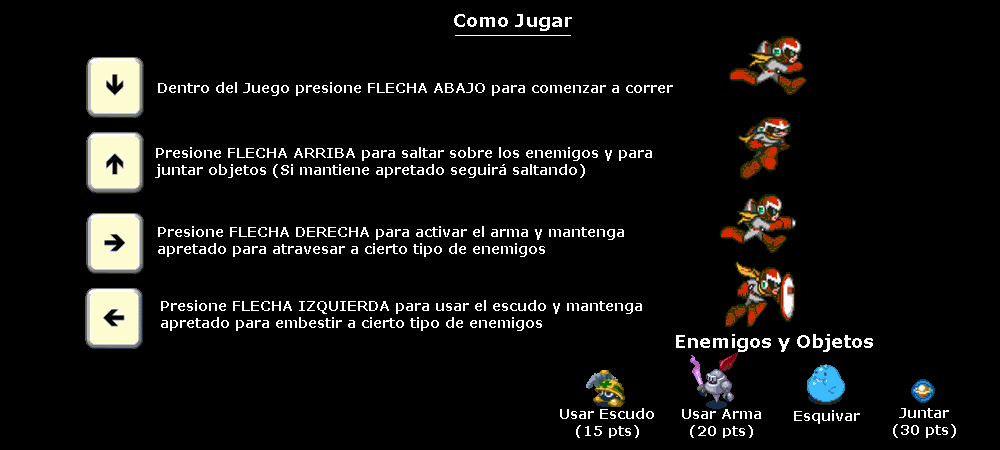 Como Jugar
Dentro del Juego presione FLECHA ABAJO para comenzar a correr
Presione FLECHA ARRIBA para saltar sobre los enemigos y para
juntar objetos (Si mantiene apretado seguirá saltando)
Presione FLECHA DERECHA para activar el arma y mantenga
apretado para atravesar a cierto tipo de enemigos
Presione FLECHA IZQUIERDA para usar el escudo y mantenga
apretado para embestir a cierto tipo de enemigos
Enemigos y Objetos
Usar Escudo
(15 pts)
Usar Arma
(20 pts)
Esquivar
Juntar
(30 pts)